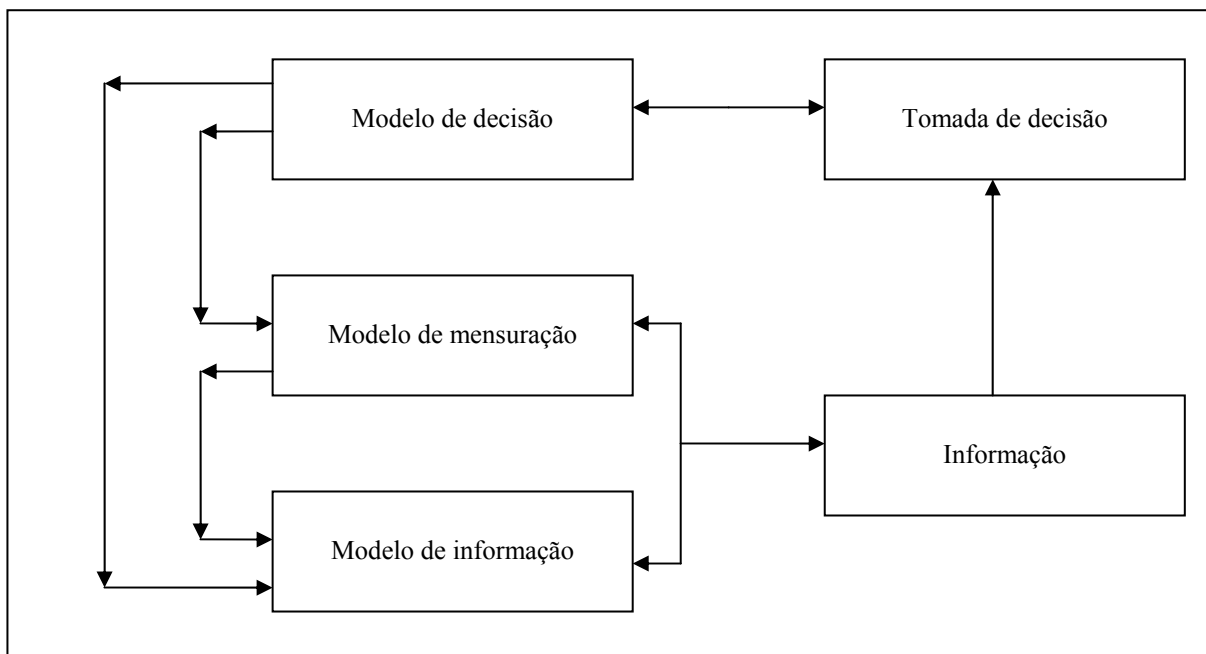 Modelo de decisão
Tomada de decisão
Modelo de mensuração
Informação
Modelo de informação